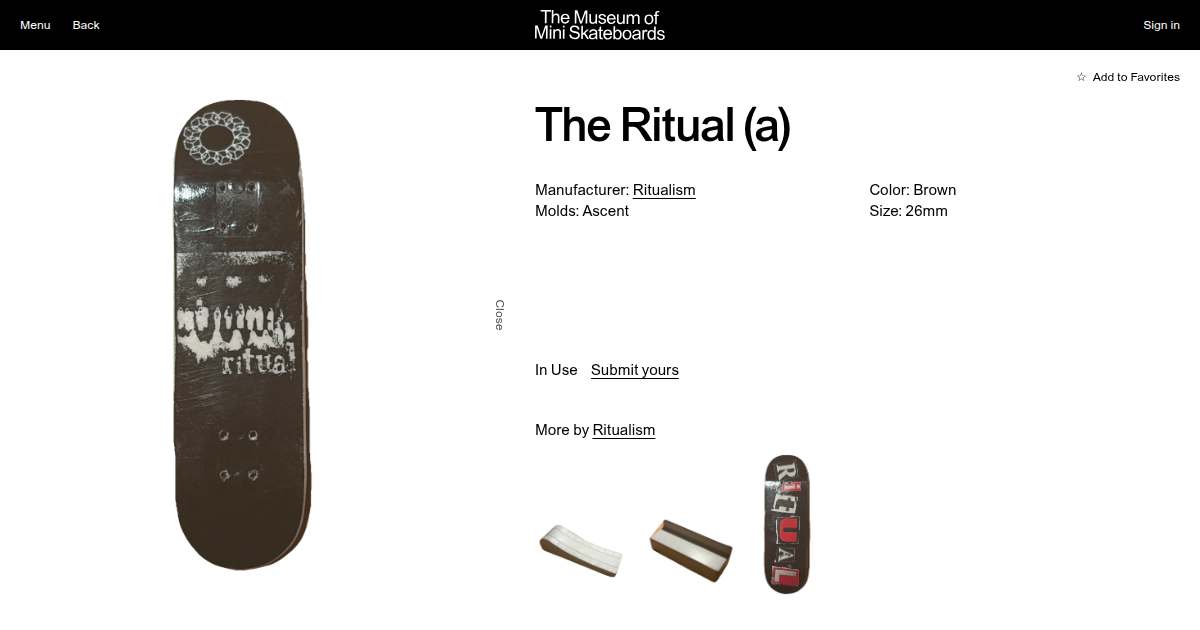 Menu
Back
The Museum of
Mini Skateboards
Sign in
☆ Add to Favorites
The Ritual (a)
Manufacturer: Ritualism
Molds: Ascent
Color: Brown
Size: 26mm
ritual
Close
In Use Submit yours
More by Ritualism
RiTUAL